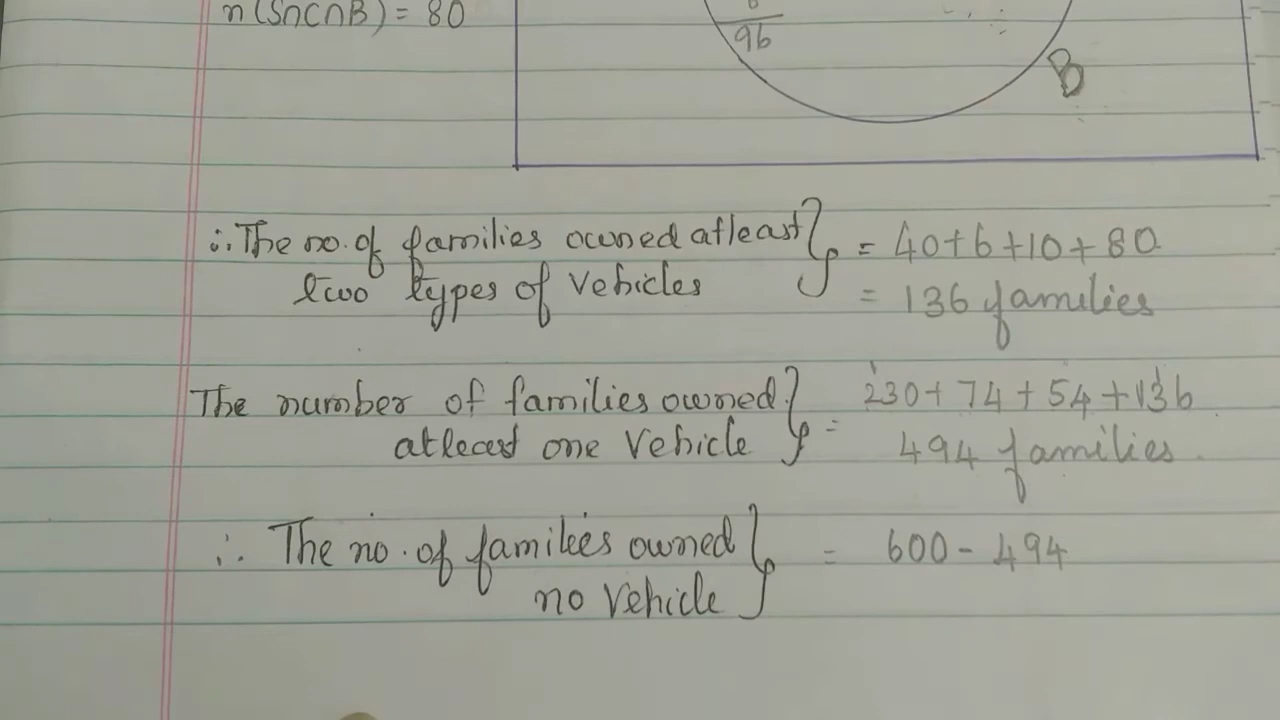 n(S∩C∩B) = 80
96
B
∴ The no. of families owned atleast = 40+6+10+80
two types of vehicles = 136 families
The number of families owned = 230+74+54+136
atleast one vehicle 494 families
∴ The no. of families owned = 600-494
no vehicle